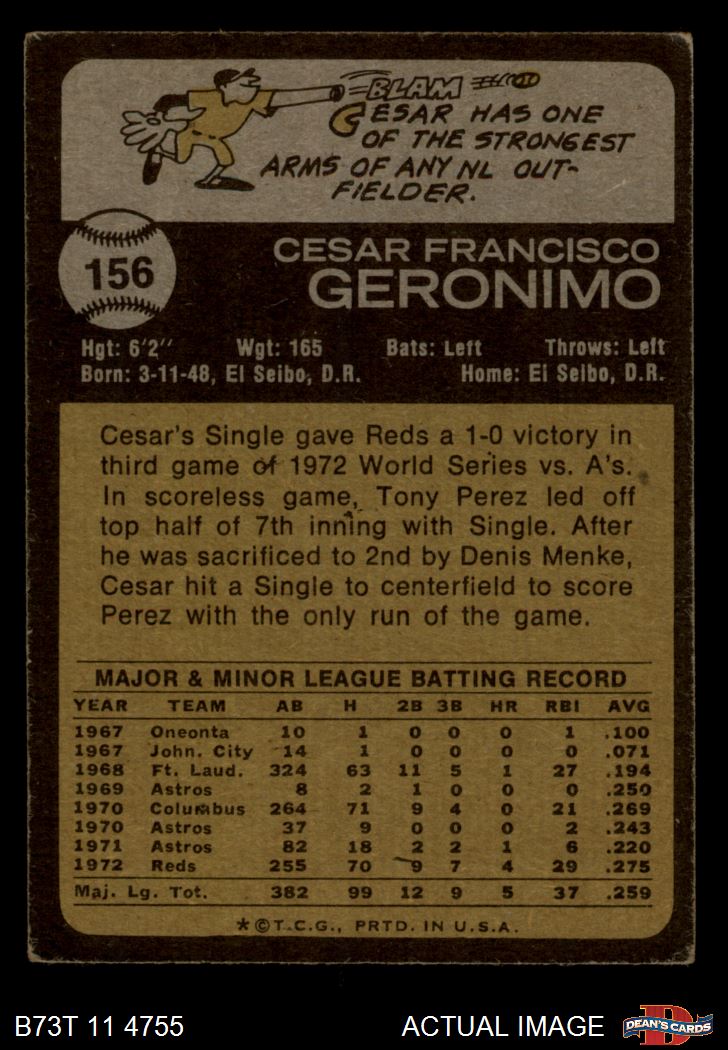 BLAM
CESAR HAS ONE
OF THE STRONGEST
ARMS OF ANY NL OUT-
FIELDER.
156
CESAR FRANCISCO
GERONIMO
Hgt: 6'2" Wgt: 165 Bats: Left Throws: Left
Born: 3-11-48, El Seibo, D.R. Home: El Seibo, D.R.
Cesar's Single gave Reds a 1-0 victory in
third game of 1972 World Series vs. A's.
In scoreless game, Tony Perez led off
top half of 7th inning with Single. After
he was sacrificed to 2nd by Denis Menke,
Cesar hit a Single to centerfield to score
Perez with the only run of the game.
MAJOR & MINOR LEAGUE BATTING RECORD
YEAR TEAM AB H 2B 3B HR RBI AVG
1967 Oneonta 10 1 0 0 0 1 .100
1967 John. City 14 1 0 0 0 0 .071
1968 Ft. Laud. 324 63 11 5 1 27 .194
1969 Astros 8 2 1 0 0 0 .250
1970 Columbus 264 71 9 4 0 21 .269
1970 Astros 37 9 0 0 0 2 .243
1971 Astros 82 18 2 2 1 6 .220
1972 Reds 255 70 9 7 4 29 .275
Maj. Lg. Tot. 382 99 12 9 5 37 .259
*©T.C.G., PRTD. IN U.S.A.
B73T 11 4755 ACTUAL IMAGE
D
DEAN'S CARDS